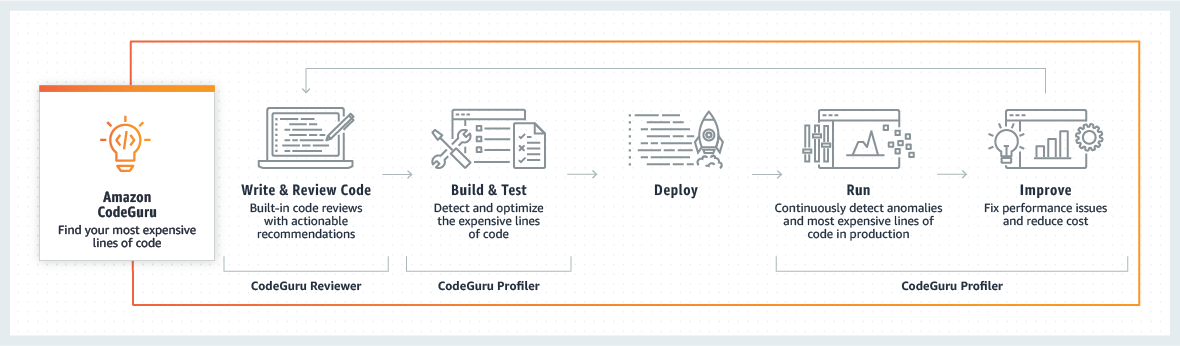 Amazon
CodeGuru
Find your most expensive
lines of code
Write & Review Code
Built-in code reviews
with actionable
recommendations
CodeGuru Reviewer
Build & Test
Detect and optimize
the expensive lines
of code
CodeGuru Profiler
Deploy
Run
Continuously detect anomalies
and most expensive lines of
code in production
Improve
Fix performance issues
and reduce cost
CodeGuru Profiler